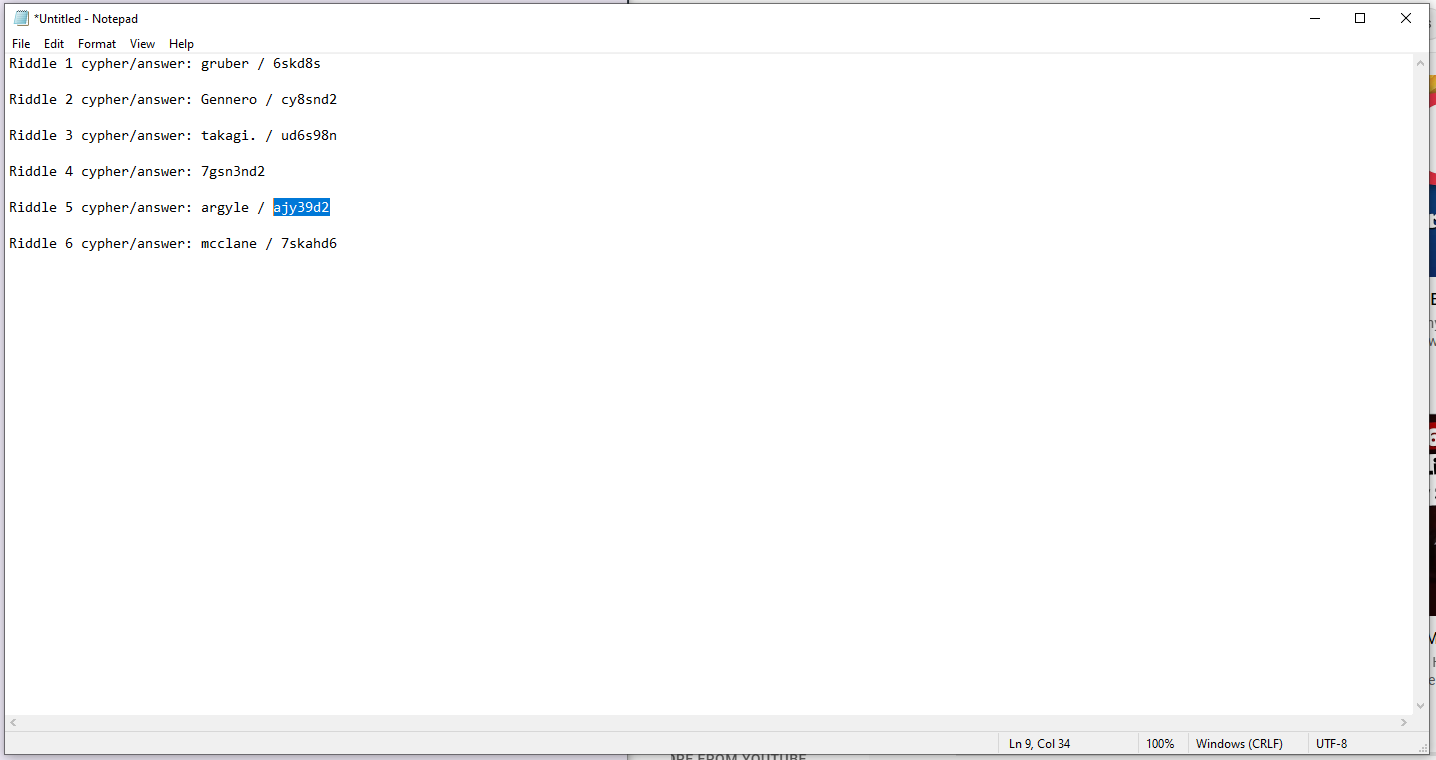 *Untitled - Notepad
File Edit Format View Help
Riddle 1 cypher/answer: gruber / 6skd8s
Riddle 2 cypher/answer: Gennero / cy8snd2
Riddle 3 cypher/answer: takagi. / ud6s98n
Riddle 4 cypher/answer: 7gsn3nd2
Riddle 5 cypher/answer: argyle / ajy39d2
Riddle 6 cypher/answer: mcclane / 7skahd6
Ln 9, Col 34 100% Windows (CRLF) UTF-8
FROM YOUTUBE